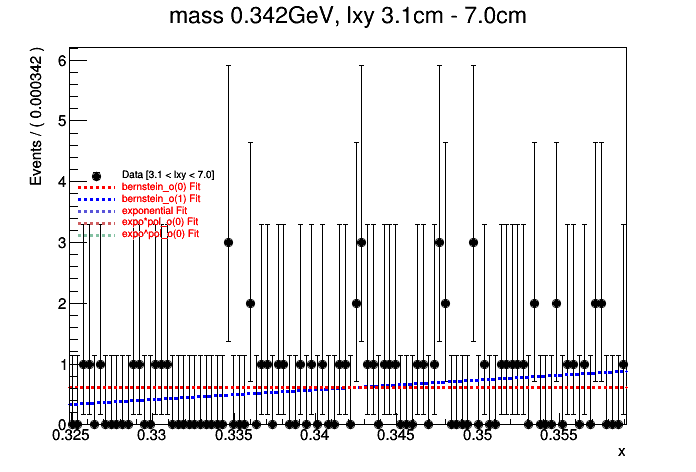 mass 0.342GeV, lxy 3.1cm - 7.0cm
Events / ( 0.000342 )
6
5
4
3
2
1
0
Data [3.1 < lxy < 7.0]
bernstein_o(0) Fit
bernstein_o(1) Fit
exponential Fit
expo*pol_o(0) Fit
expo^pol_o(0) Fit
0.325
0.33
0.335
0.34
0.345
0.35
0.355
x